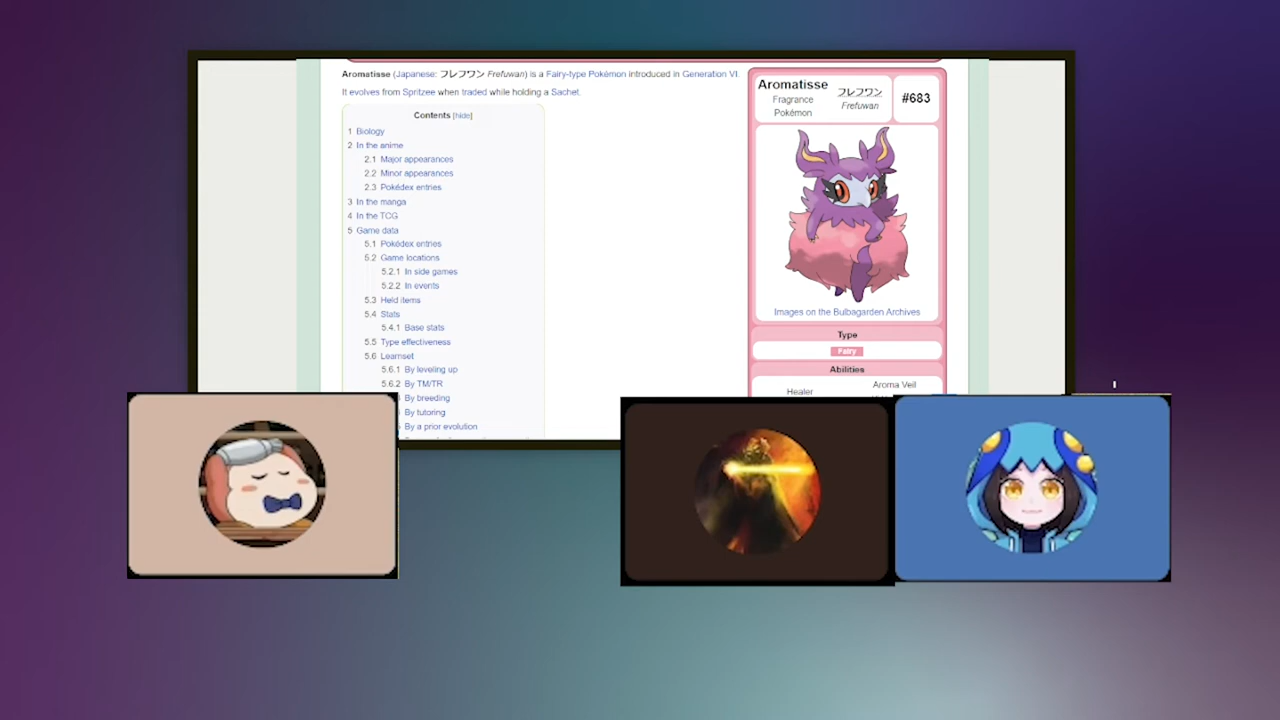 Aromatisse (Japanese: フレフワン Frefuwan) is a Fairy-type Pokémon introduced in Generation VI.
It evolves from Spritzee when traded while holding a Sachet.
Contents [hide]
1 Biology
2 In the anime
2.1 Major appearances
2.2 Minor appearances
2.3 Pokédex entries
3 In the manga
4 In the TCG
5 Game data
5.1 Pokédex entries
5.2 Game locations
5.2.1 In side games
5.2.2 In events
5.3 Held items
5.4 Stats
5.4.1 Base stats
5.5 Type effectiveness
5.6 Learnset
5.6.1 By leveling up
5.6.2 By TM/TR
By breeding
By tutoring
By a prior evolution
Aromatisse
Fragrance
Pokémon
フレフワン
Frefuwan
#683
Images on the Bulbagarden Archives
Type
Fairy
Abilities
Healer
Aroma Veil